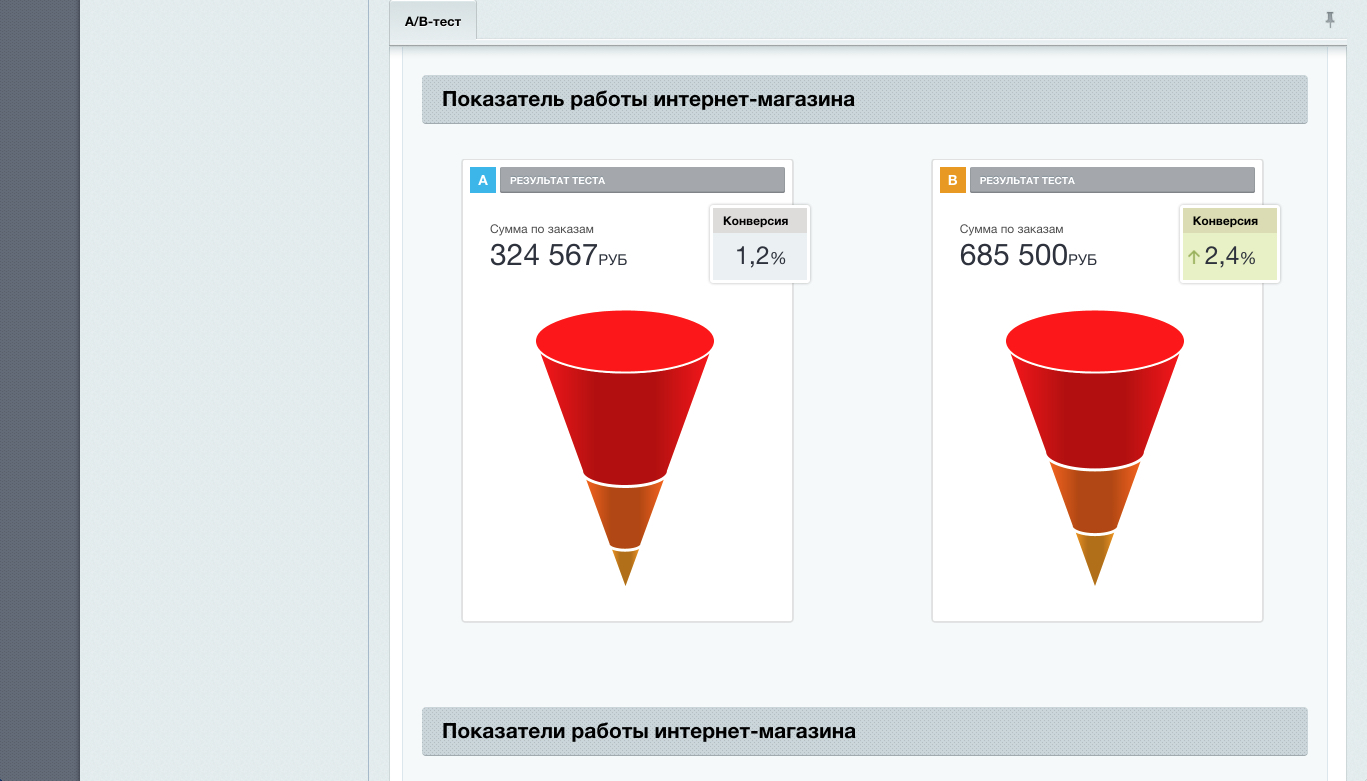 А/В-тест
Показатель работы интернет-магазина
A РЕЗУЛЬТАТ ТЕСТА
Сумма по заказам
324 567РУБ
Конверсия
1,2%
B РЕЗУЛЬТАТ ТЕСТА
Сумма по заказам
685 500РУБ
Конверсия
↑2,4%
Показатели работы интернет-магазина